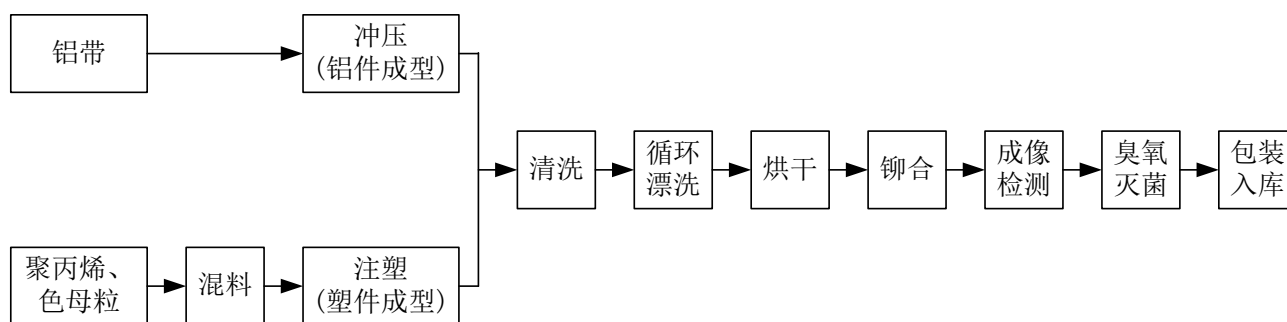 铝带
冲压
(铝件成型)
清洗
循环
漂洗
烘干
铆合
成像
检测
臭氧
灭菌
包装
入库
聚丙烯、
色母粒
混料
注塑
(塑件成型)